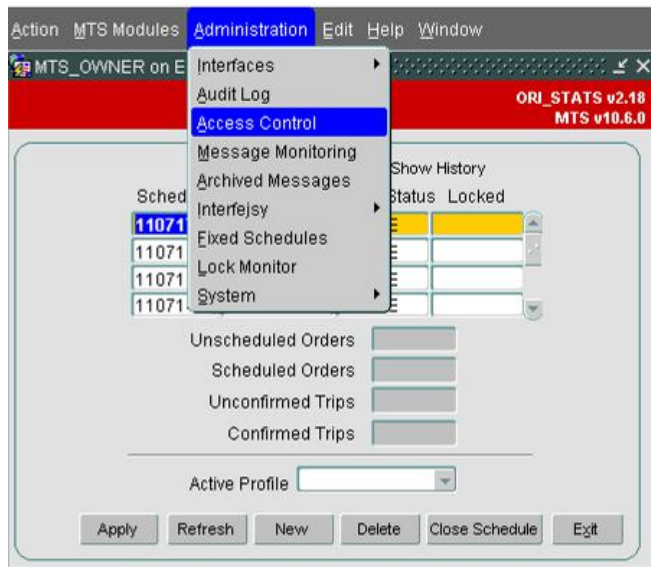 Action MTS Modules Administration Edit Help Window
MTS_OWNER on E
Interfaces
Audit Log
ORI_STATS v2.18
Access Control
MTS v10.6.0
Message Monitoring
Show History
Archived Messages
Sched Status Locked
Interfejsy
11071 E
Fixed Schedules
11071 E
Lock Monitor
11071 E
System
11071 E
Unscheduled Orders
Scheduled Orders
Unconfirmed Trips
Confirmed Trips
Active Profile
Apply Refresh New Delete Close Schedule Exit